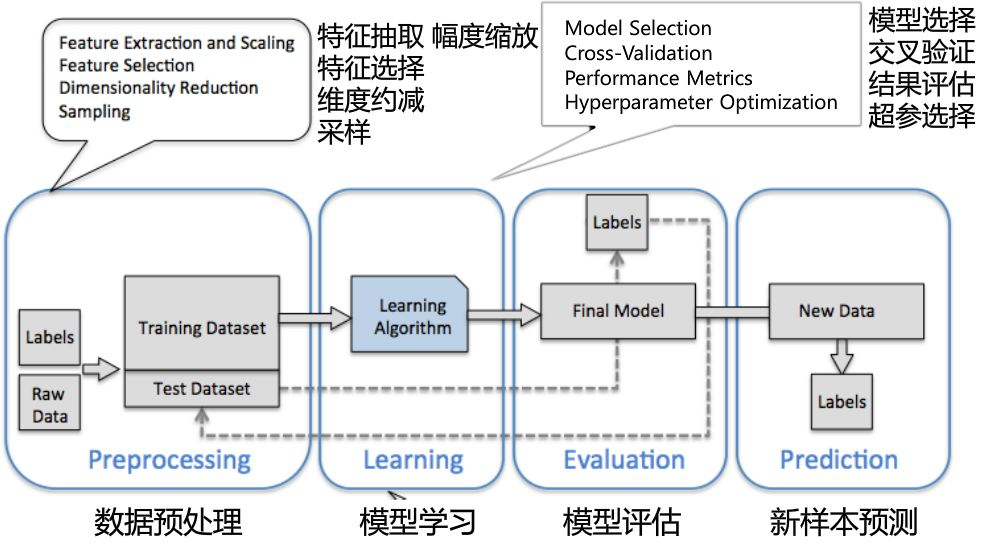 Feature Extraction and Scaling
Feature Selection
Dimensionality Reduction
Sampling
特征抽取 幅度缩放
特征选择
维度约减
采样
Model Selection
Cross-Validation
Performance Metrics
Hyperparameter Optimization
模型选择
交叉验证
结果评估
超参选择
Labels
Raw
Data
Training Dataset
Test Dataset
Learning
Algorithm
Labels
Final Model
New Data
Labels
Preprocessing
Learning
Evaluation
Prediction
数据预处理
模型学习
模型评估
新样本预测